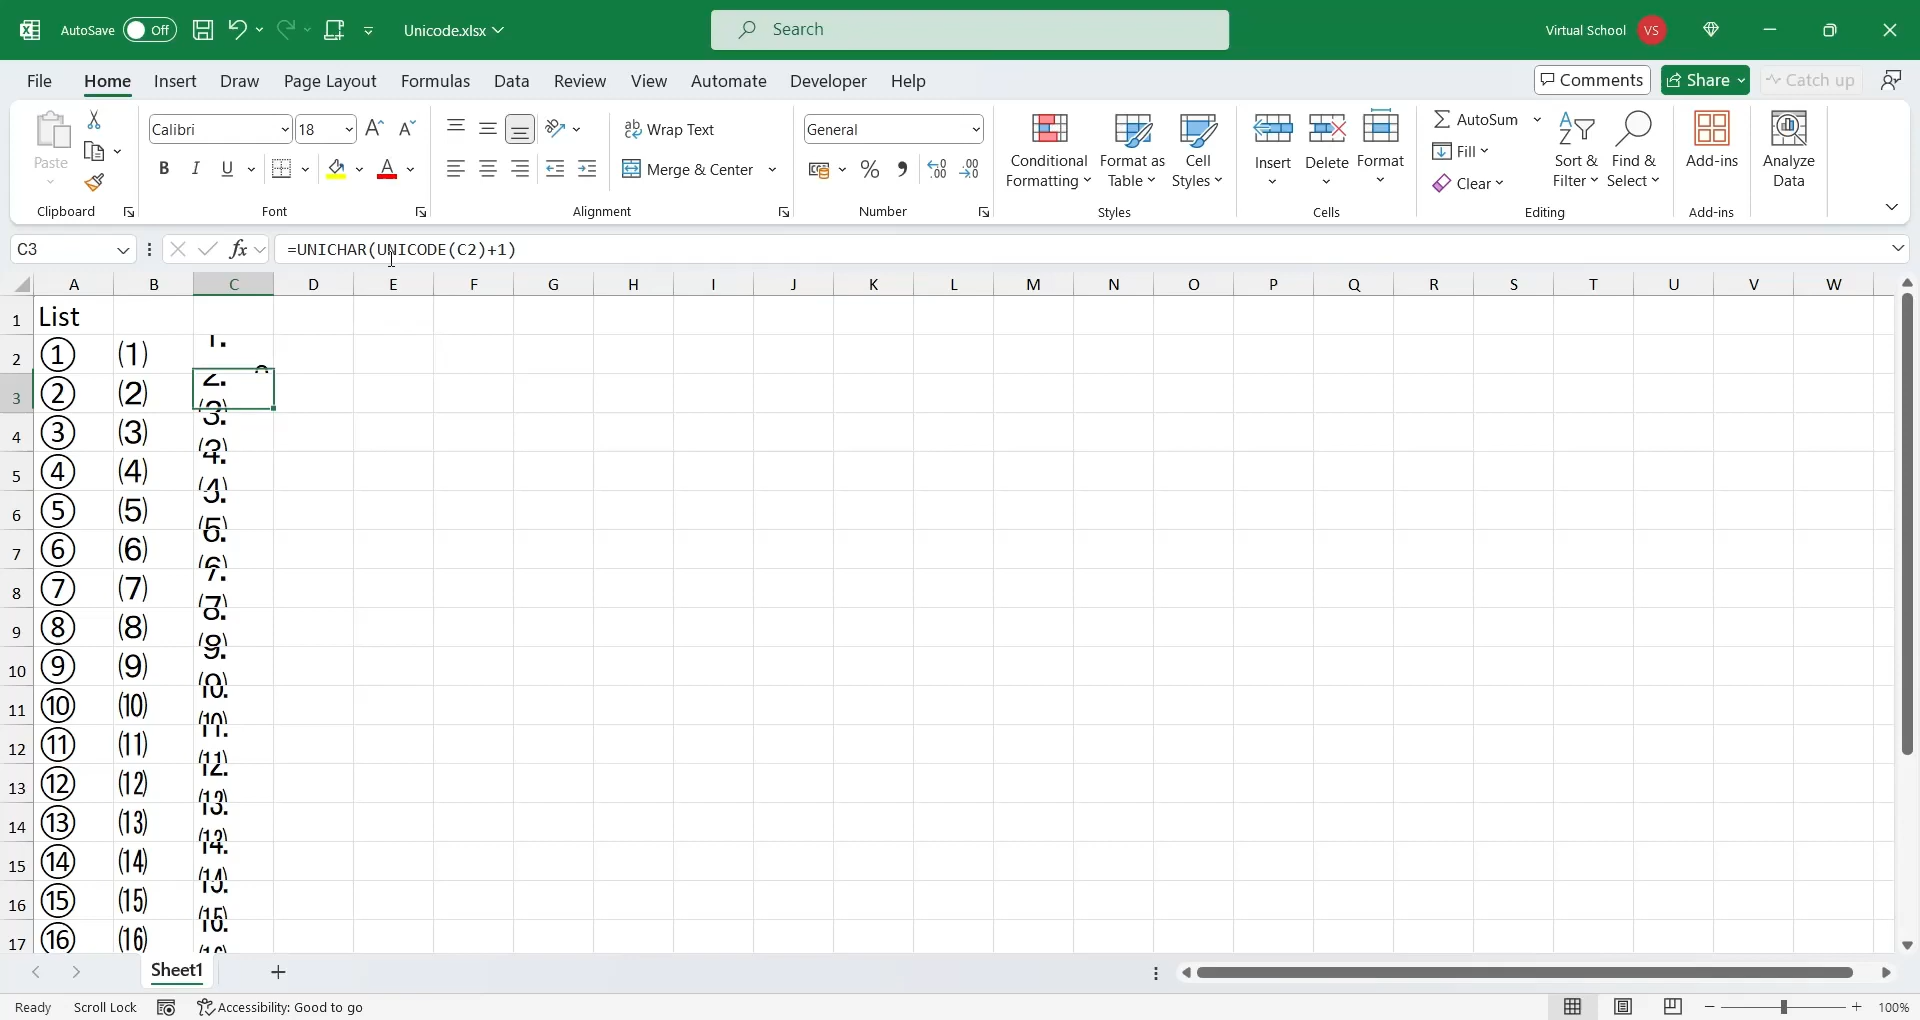 AutoSave Off Unicode.xlsx Search Virtual School VS
File Home Insert Draw Page Layout Formulas Data Review View Automate Developer Help Comments Share Catch up
Paste Calibri 18 Wrap Text General Conditional Formatting Format as Table Cell Styles Insert Delete Format AutoSum Sort & Filter Find & Select Add-ins Analyze Data
B I U Merge & Center % Fill
Clear
Clipboard Font Alignment Number Styles Cells Editing Add-ins
C3 fx =UNICHAR(UNICODE(C2)+1)
A B C D E F G H I J K L M N O P Q R S T U V W
1 List
2 ① ⑴ 1.
3 ② ⑵ 2.
4 ③ ⑶ 3.
5 ④ ⑷ 4.
6 ⑤ ⑸ 5.
7 ⑥ ⑹ 6.
8 ⑦ ⑺ 7.
9 ⑧ ⑻ 8.
10 ⑨ ⑼ 9.
11 ⑩ ⑽ 10.
12 ⑪ ⑾ 11.
13 ⑫ ⑿ 12.
14 ⑬ ⒀ 13.
15 ⑭ ⒁ 14.
16 ⑮ ⒂ 15.
17 ⑯ ⒃ 16.
Sheet1
Ready Scroll Lock Accessibility: Good to go 100%